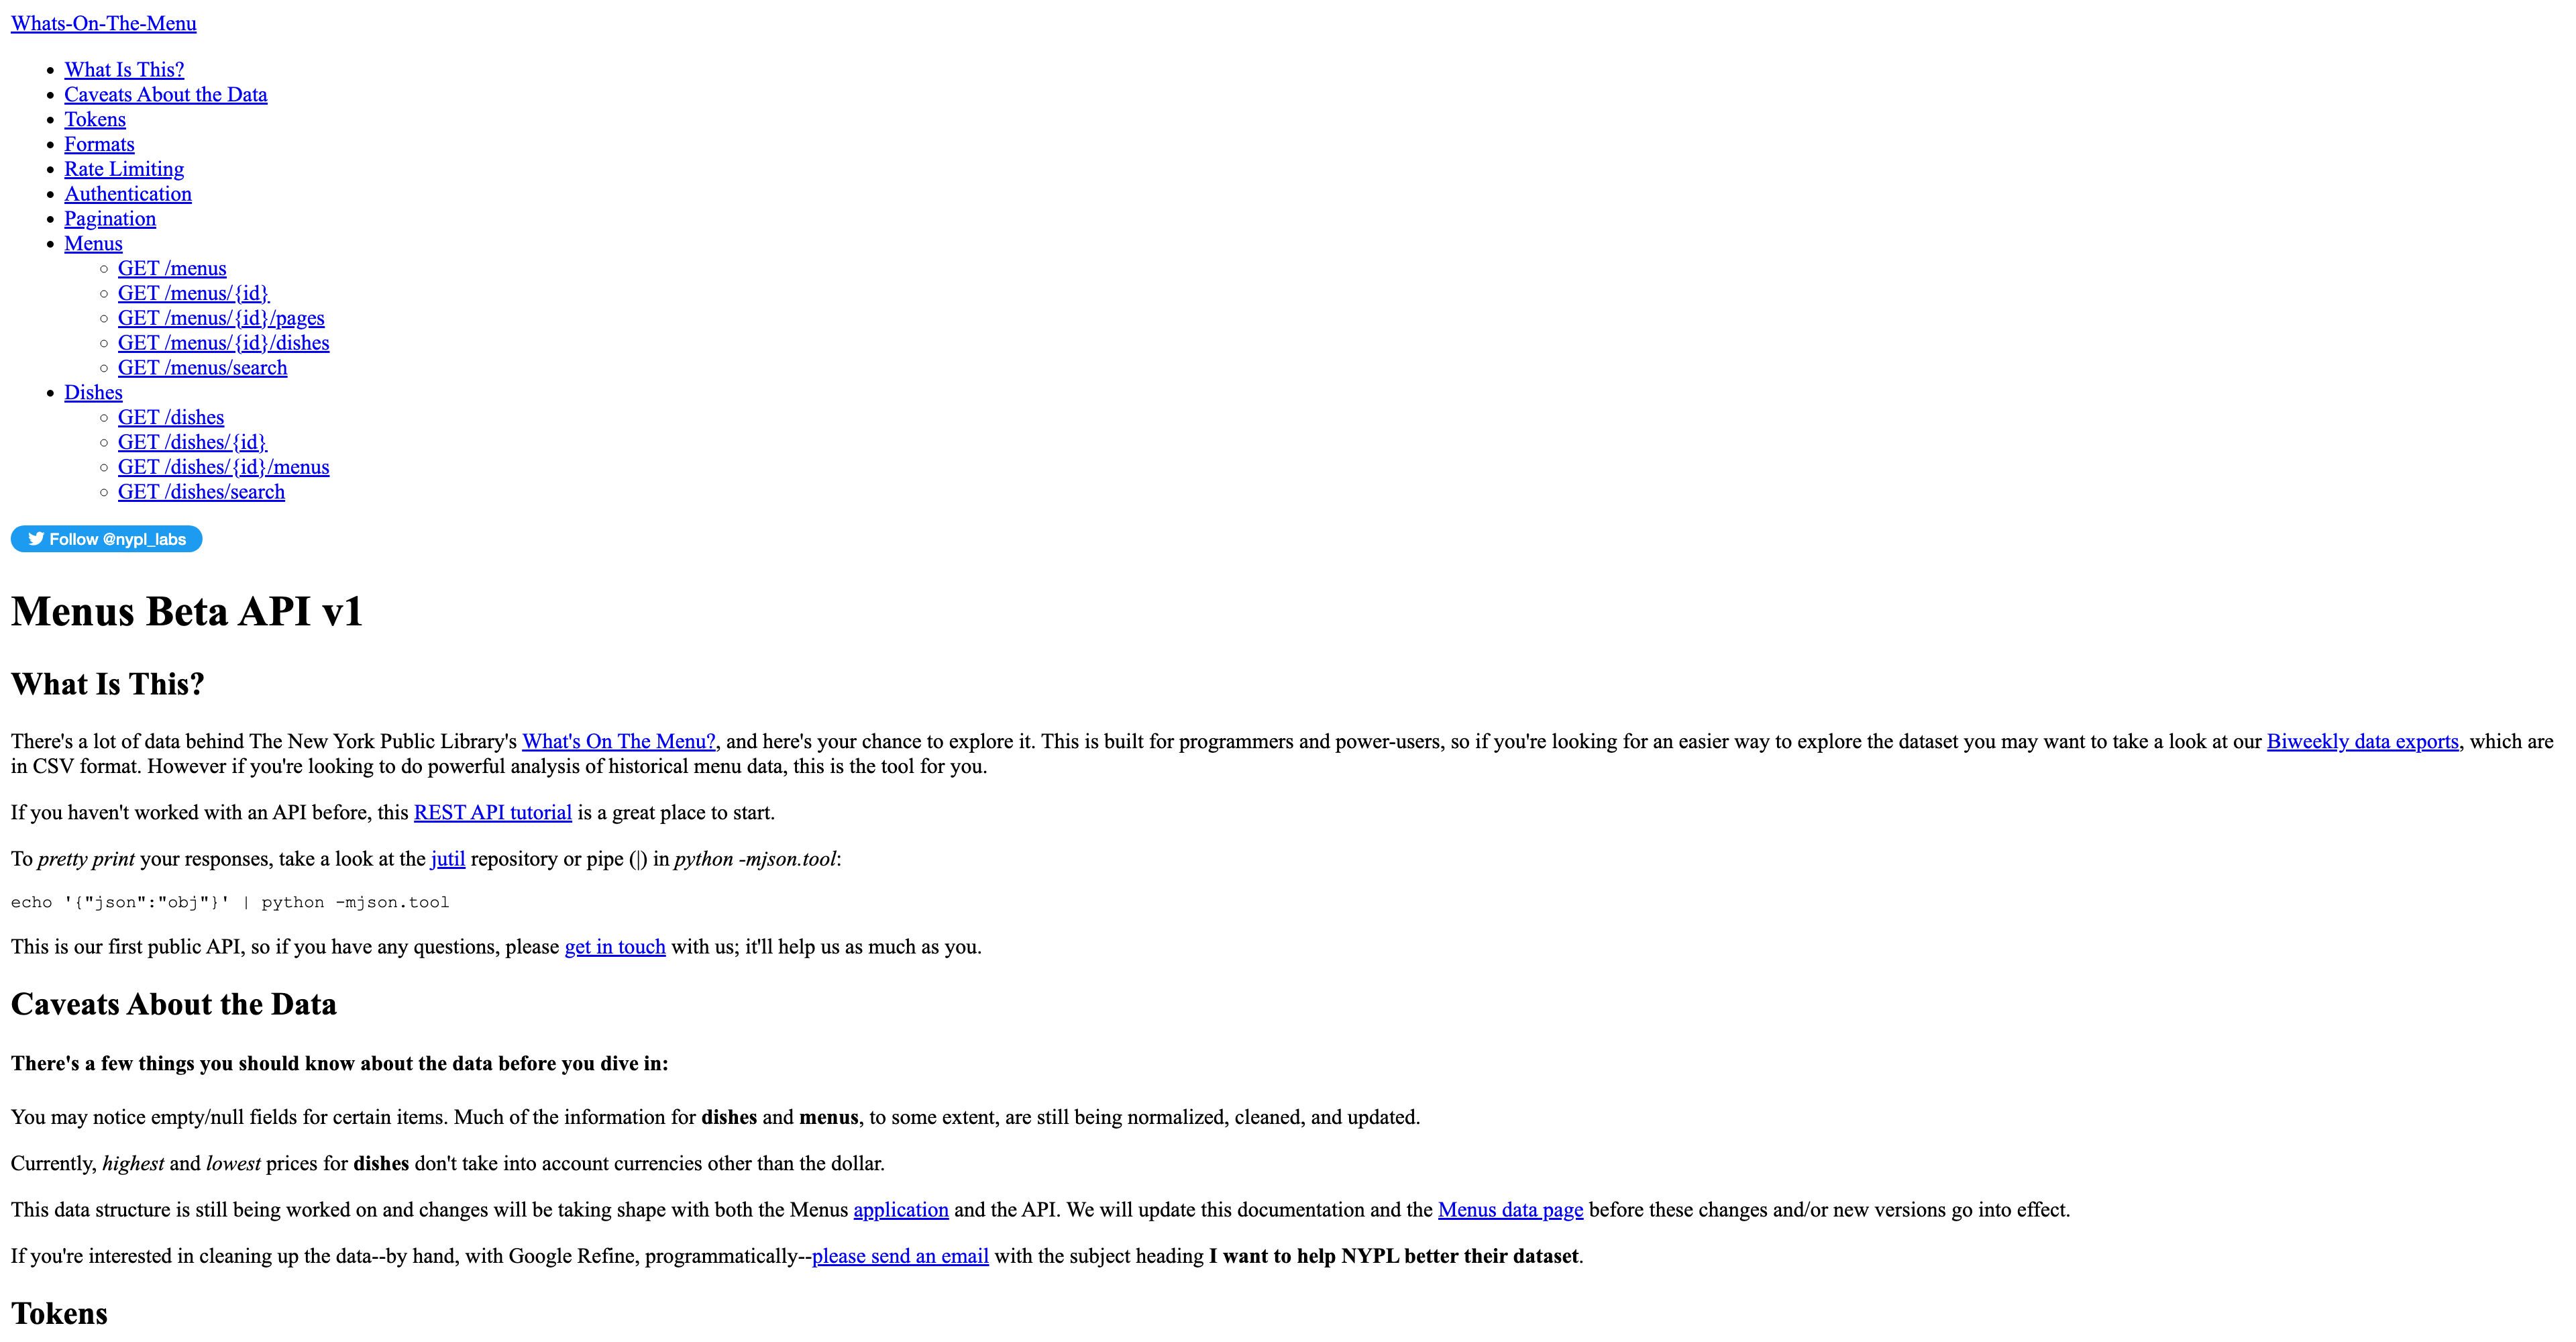 Whats-On-The-Menu
What Is This?
Caveats About the Data
Tokens
Formats
Rate Limiting
Authentication
Pagination
Menus
GET /menus
GET /menus/{id}
GET /menus/{id}/pages
GET /menus/{id}/dishes
GET /menus/search
Dishes
GET /dishes
GET /dishes/{id}
GET /dishes/{id}/menus
GET /dishes/search
Follow @nypl_labs
Menus Beta API v1
What Is This?
There's a lot of data behind The New York Public Library's What's On The Menu?, and here's your chance to explore it. This is built for programmers and power-users, so if you're looking for an easier way to explore the dataset you may want to take a look at our Biweekly data exports, which are
in CSV format. However if you're looking to do powerful analysis of historical menu data, this is the tool for you.
If you haven't worked with an API before, this REST API tutorial is a great place to start.
To pretty print your responses, take a look at the jutil repository or pipe (|) in python -mjson.tool:
echo '{"json":"obj"}' | python -mjson.tool
This is our first public API, so if you have any questions, please get in touch with us; it'll help us as much as you.
Caveats About the Data
There's a few things you should know about the data before you dive in:
You may notice empty/null fields for certain items. Much of the information for dishes and menus, to some extent, are still being normalized, cleaned, and updated.
Currently, highest and lowest prices for dishes don't take into account currencies other than the dollar.
This data structure is still being worked on and changes will be taking shape with both the Menus application and the API. We will update this documentation and the Menus data page before these changes and/or new versions go into effect.
If you're interested in cleaning up the data--by hand, with Google Refine, programmatically--please send an email with the subject heading I want to help NYPL better their dataset.
Tokens